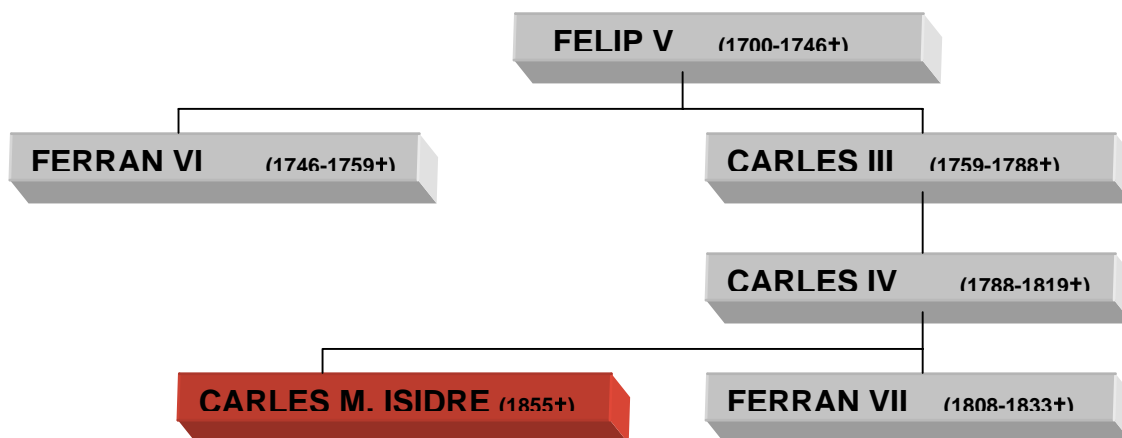 FELIP V (1700-1746✝)
FERRAN VI (1746-1759✝)
CARLES III (1759-1788✝)
CARLES IV (1788-1819✝)
CARLES M. ISIDRE (1855✝)
FERRAN VII (1808-1833✝)